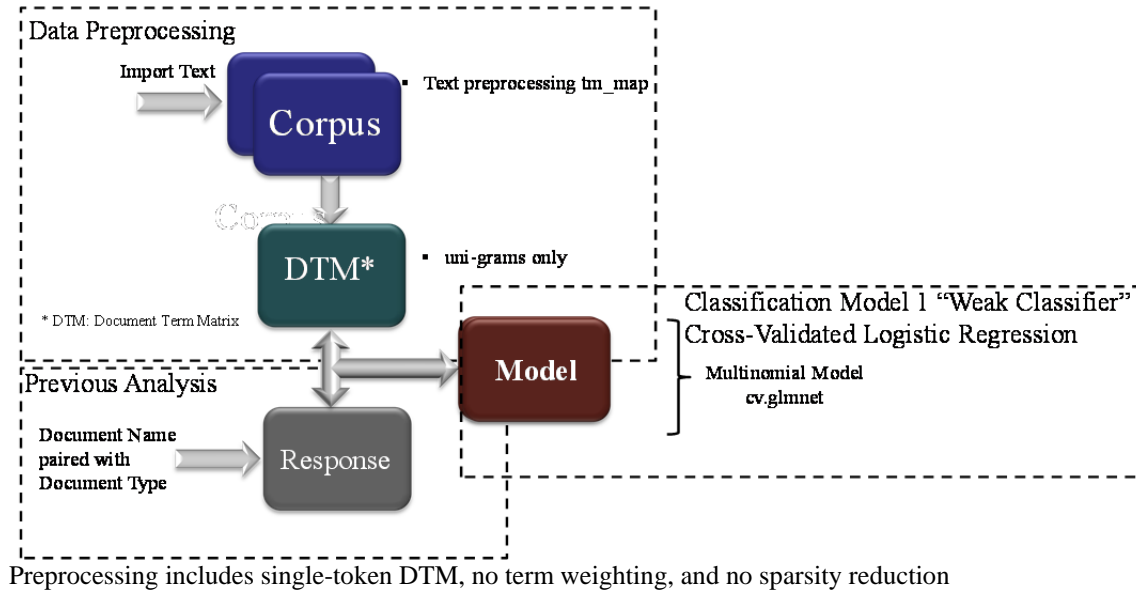 Data Preprocessing
Import Text
▪ Text preprocessing tm_map
Corpus
DTM*
▪ uni-grams only
* DTM: Document Term Matrix
Classification Model 1 “Weak Classifier”
Cross-Validated Logistic Regression
Model
Multinomial Model
cv.glmnet
Previous Analysis
Document Name
paired with
Document Type
Response
Preprocessing includes single-token DTM, no term weighting, and no sparsity reduction